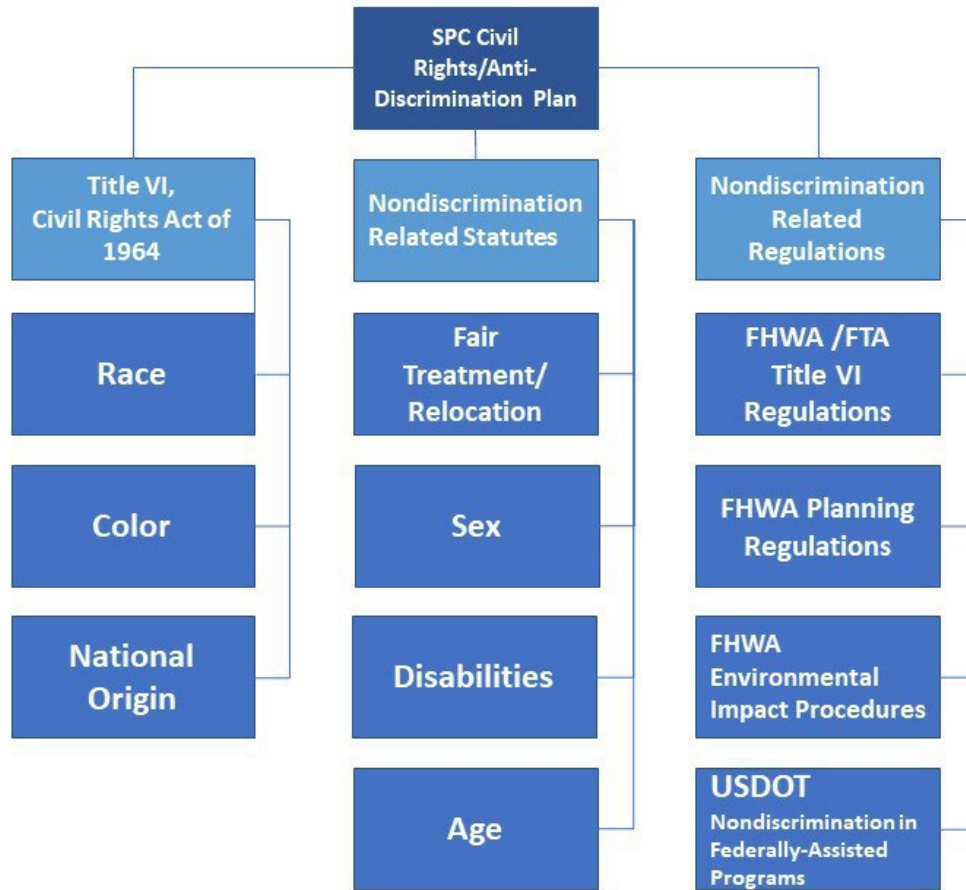 SPC Civil
Rights/Anti-
Discrimination Plan
Title VI,
Civil Rights Act of
1964
Race
Color
National
Origin
Nondiscrimination
Related Statutes
Fair
Treatment/
Relocation
Sex
Disabilities
Age
Nondiscrimination
Related
Regulations
FHWA /FTA
Title VI
Regulations
FHWA Planning
Regulations
FHWA
Environmental
Impact Procedures
USDOT
Nondiscrimination in
Federally-Assisted
Programs